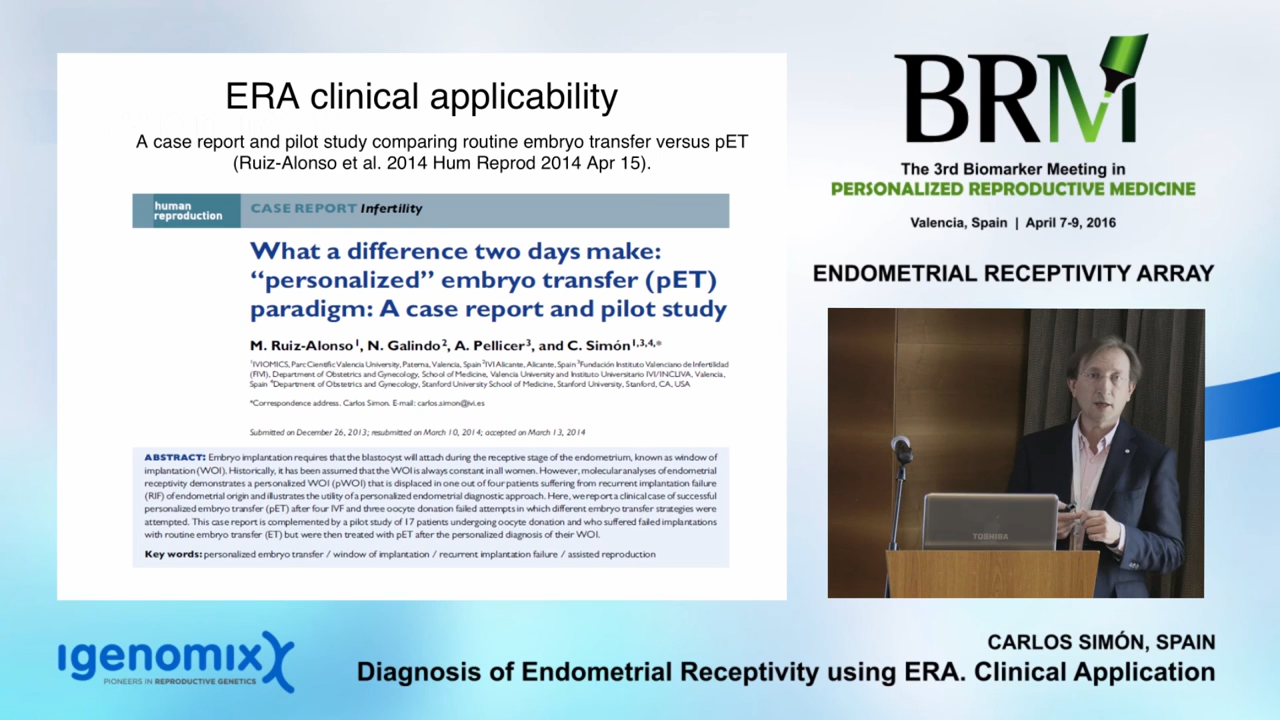 ERA clinical applicability
A case report and pilot study comparing routine embryo transfer versus pET
(Ruiz-Alonso et al. 2014 Hum Reprod 2014 Apr 15).
human
reproduction
CASE REPORT Infertility
What a difference two days make:
“personalized” embryo transfer (pET)
paradigm: A case report and pilot study
M. Ruiz-Alonso1, N. Galindo2, A. Pellicer3, and C. Simón1,3,4,*
1IVIOMICS, Parc Científic Valencia University, Paterna, Valencia, Spain 2IVI Alicante, Alicante, Spain 3Fundación Instituto Valenciano de Infertilidad
(FIVI), Department of Obstetrics and Gynecology, School of Medicine, Valencia University and Instituto Universitario IVI/INCLIVA, Valencia,
Spain 4Department of Obstetrics and Gynecology, Stanford University School of Medicine, Stanford University, Stanford, CA, USA
*Correspondence address. Carlos Simon. E-mail: carlos.simon@ivi.es
Submitted on December 26, 2013; resubmitted on March 10, 2014; accepted on March 13, 2014
ABSTRACT: Embryo implantation requires that the blastocyst will attach during the receptive stage of the endometrium, known as window of
implantation (WOI). Historically, it has been assumed that the WOI is always constant in all women. However, molecular analyses of endometrial
receptivity demonstrates a personalized WOI (pWOI) that is displaced in one out of four patients suffering from recurrent implantation failure
(RIF) of endometrial origin and illustrates the utility of a personalized endometrial diagnostic approach. Here, we report a clinical case of successful
personalized embryo transfer (pET) after four IVF and three oocyte donation failed attempts in which different embryo transfer strategies were
attempted. This case report is complemented by a pilot study of 17 patients undergoing oocyte donation and who suffered failed implantations
with routine embryo transfer (ET) but were then treated with pET after the personalized diagnosis of their WOI.
Key words: personalized embryo transfer / window of implantation / recurrent implantation failure / assisted reproduction
BRM
The 3rd Biomarker Meeting in
PERSONALIZED REPRODUCTIVE MEDICINE
Valencia, Spain | April 7-9, 2016
ENDOMETRIAL RECEPTIVITY ARRAY
TOSHIBA
igenomix
PIONEERS IN REPRODUCTIVE GENETICS
CARLOS SIMÓN, SPAIN
Diagnosis of Endometrial Receptivity using ERA. Clinical Application